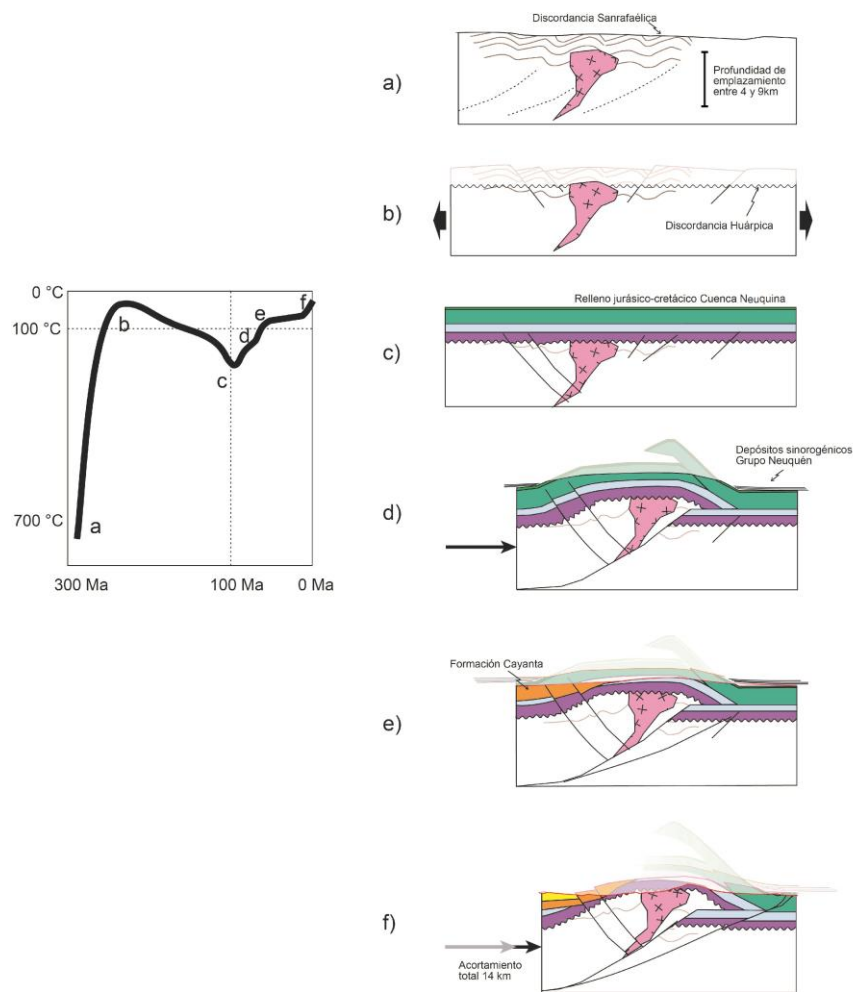 Discordancia Sanrafaélica
a)
Profundidad de
emplazamiento
entre 4 y 9km
b)
Discordancia Huárpica
0 °C
100 °C
700 °C
300 Ma
100 Ma
0 Ma
a
b
c
d
e
f
Relleno jurásico-cretácico Cuenca Neuquina
c)
Depósitos sinorogénicos
Grupo Neuquén
d)
Formación Cayanta
e)
f)
Acortamiento
total 14 km